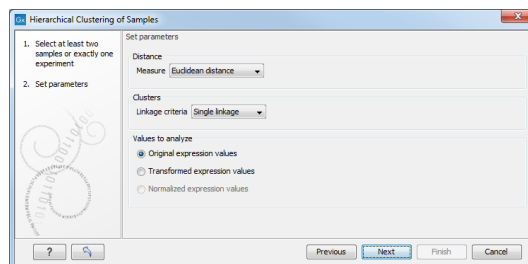 Gx Hierarchical Clustering of Samples
1. Select at least two
samples or exactly one
experiment
2. Set parameters
Set parameters
Distance
Measure Euclidean distance
Clusters
Linkage criteria Single linkage
Values to analyze
Original expression values
Transformed expression values
Normalized expression values
? Previous Next Finish Cancel